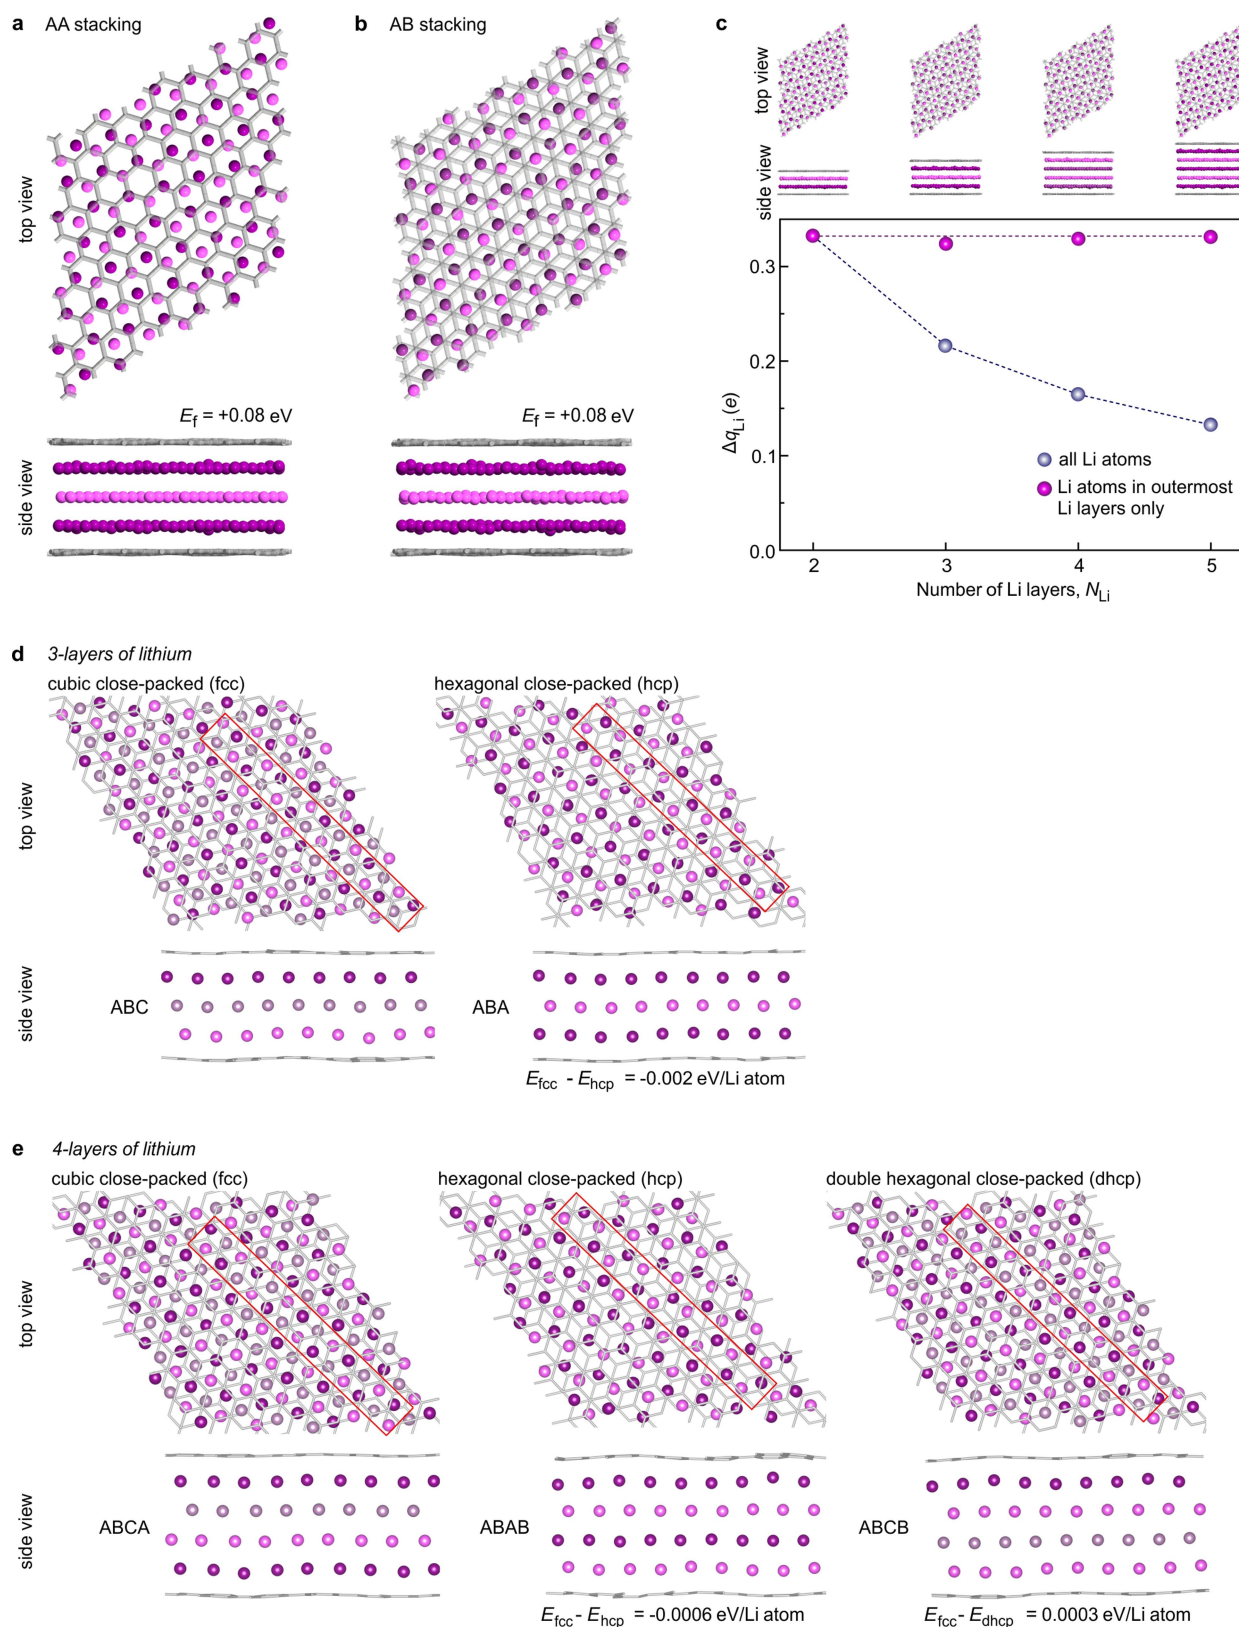 a AA stacking
top view
E_f = +0.08 eV
side view
b AB stacking
E_f = +0.08 eV
c
top view
side view
Δq_Li (e)
0.3
0.2
0.1
0.0
all Li atoms
Li atoms in outermost
Li layers only
2 3 4 5
Number of Li layers, N_Li
d 3-layers of lithium
cubic close-packed (fcc)
hexagonal close-packed (hcp)
top view
side view
ABC
ABA
E_fcc - E_hcp = -0.002 eV/Li atom
e 4-layers of lithium
cubic close-packed (fcc)
hexagonal close-packed (hcp)
double hexagonal close-packed (dhcp)
top view
side view
ABCA
ABAB
ABCB
E_fcc - E_hcp = -0.0006 eV/Li atom
E_fcc - E_dhcp = 0.0003 eV/Li atom